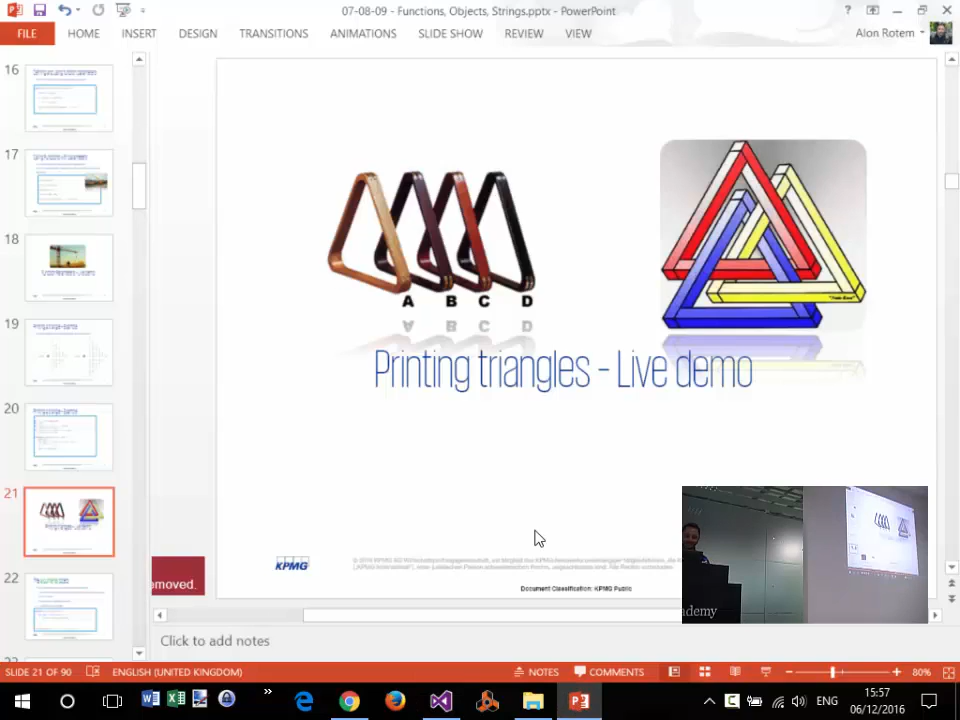 07-08-09 - Functions, Objects, Strings.pptx - PowerPoint
FILE HOME INSERT DESIGN TRANSITIONS ANIMATIONS SLIDE SHOW REVIEW VIEW
Alon Rotem
16
17
18
19
20
21
22
A B C D
Printing triangles - Live demo
emoved.
KPMG
Document Classification: KPMG Public
ademy
Click to add notes
SLIDE 21 OF 90
ENGLISH (UNITED KINGDOM)
NOTES
COMMENTS
80%
ENG
15:57
06/12/2016